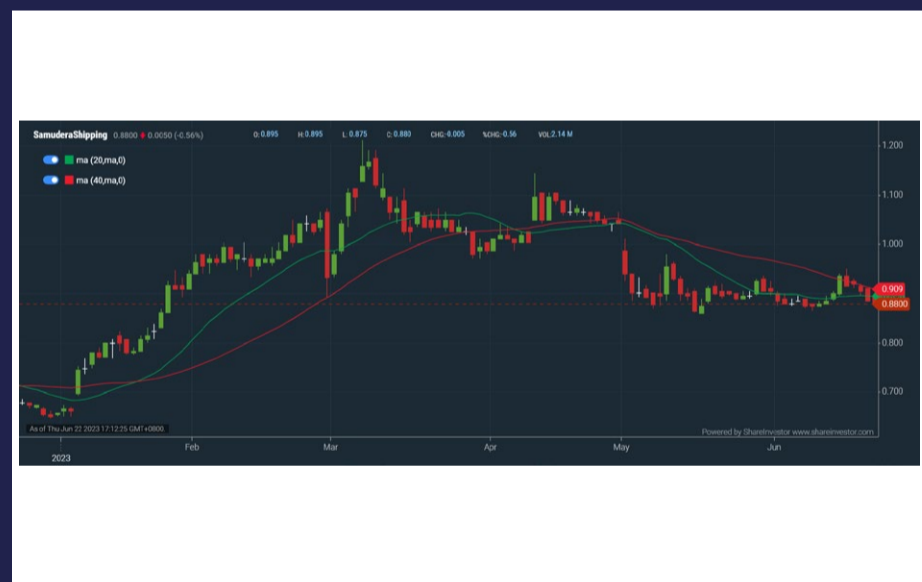 SamuderaShipping 0.8800 0.0050 (-0.56%) O: 0.895 H: 0.895 L: 0.875 C: 0.880 CHG:-0.005 %CHG:-0.56 VOL:2.14 M
ma (20,ma,0)
ma (40,ma,0)
1.200
1.100
1.000
0.909
0.8800
0.800
0.700
As of Thu Jun 22 2023 17:12:25 GMT+0800.
Powered by ShareInvestor www.shareinvestor.com
Feb Mar Apr May Jun
2023